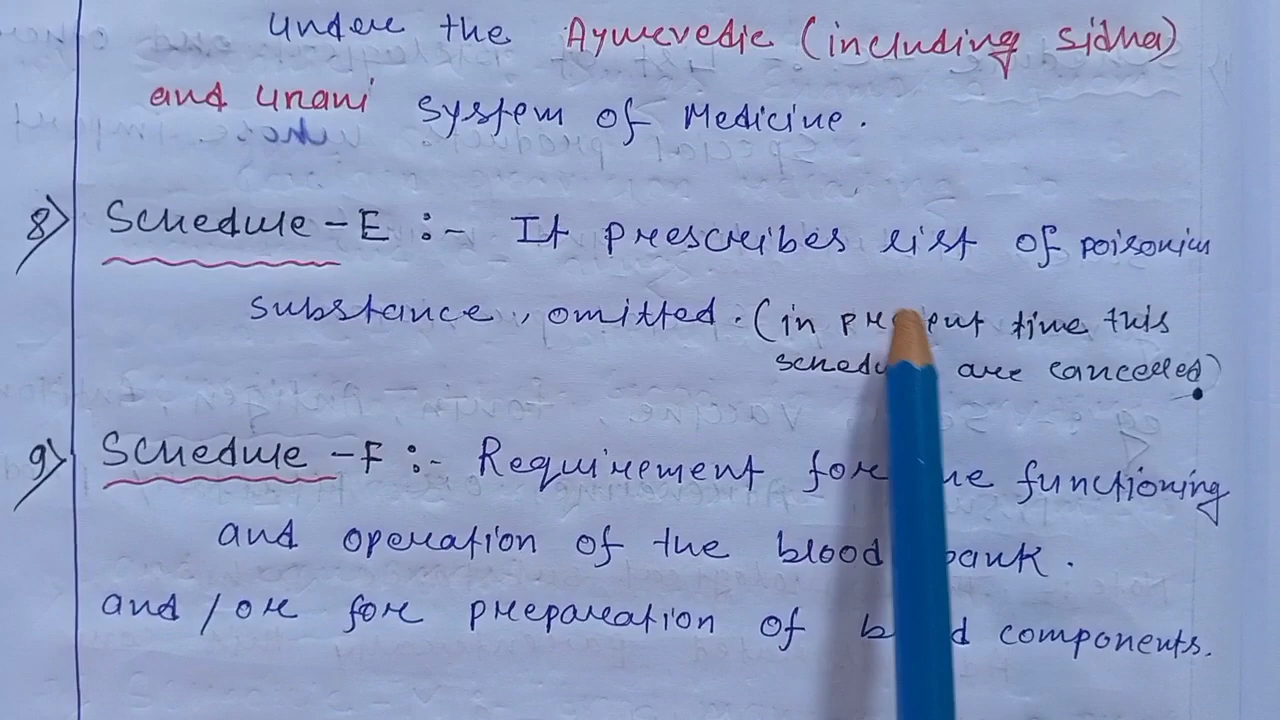 under the Ayurvedic (including sidha)
and unani system of Medicine.
8) Schedule-E :- It prescribes list of poisonius
substance, omitted. (in present time this
schedu are cancelled)
9) Schedule -F :- Requirement for the functioning
and operation of the blood bank.
and / or for preparation of blood components.